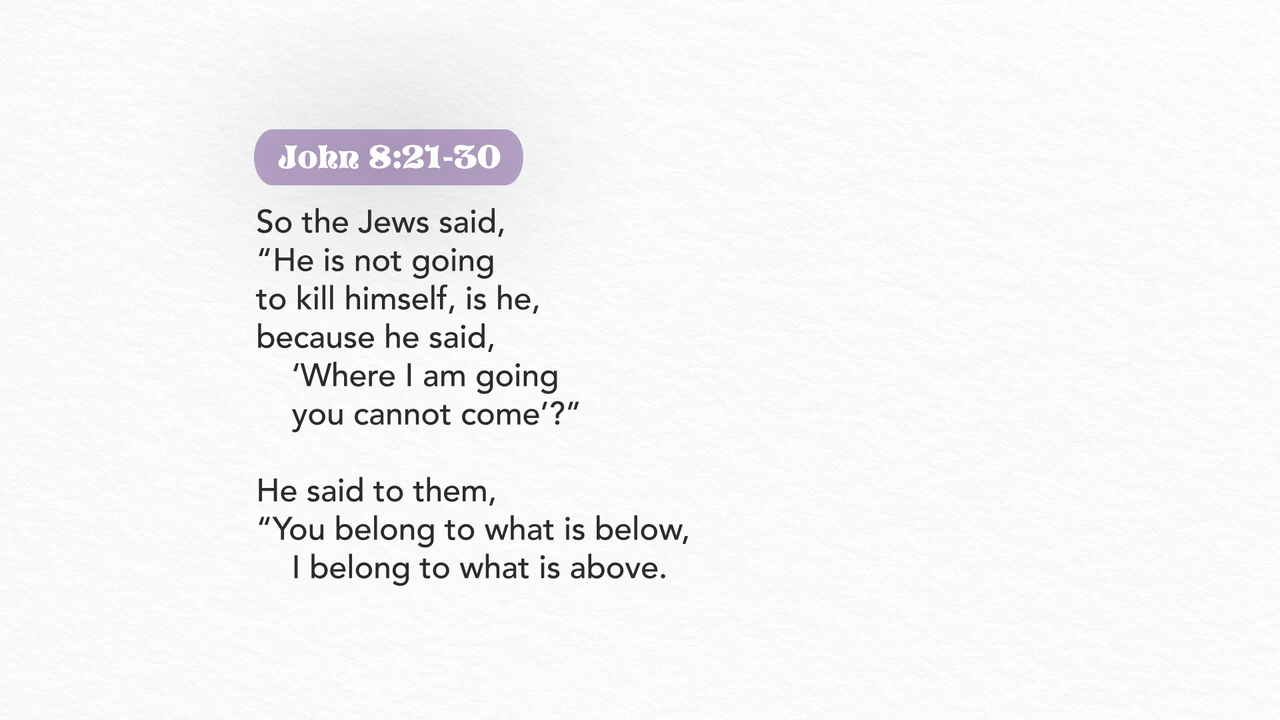 John 8:21-30
So the Jews said,
“He is not going
to kill himself, is he,
because he said,
‘Where I am going
you cannot come’?”
He said to them,
“You belong to what is below,
I belong to what is above.